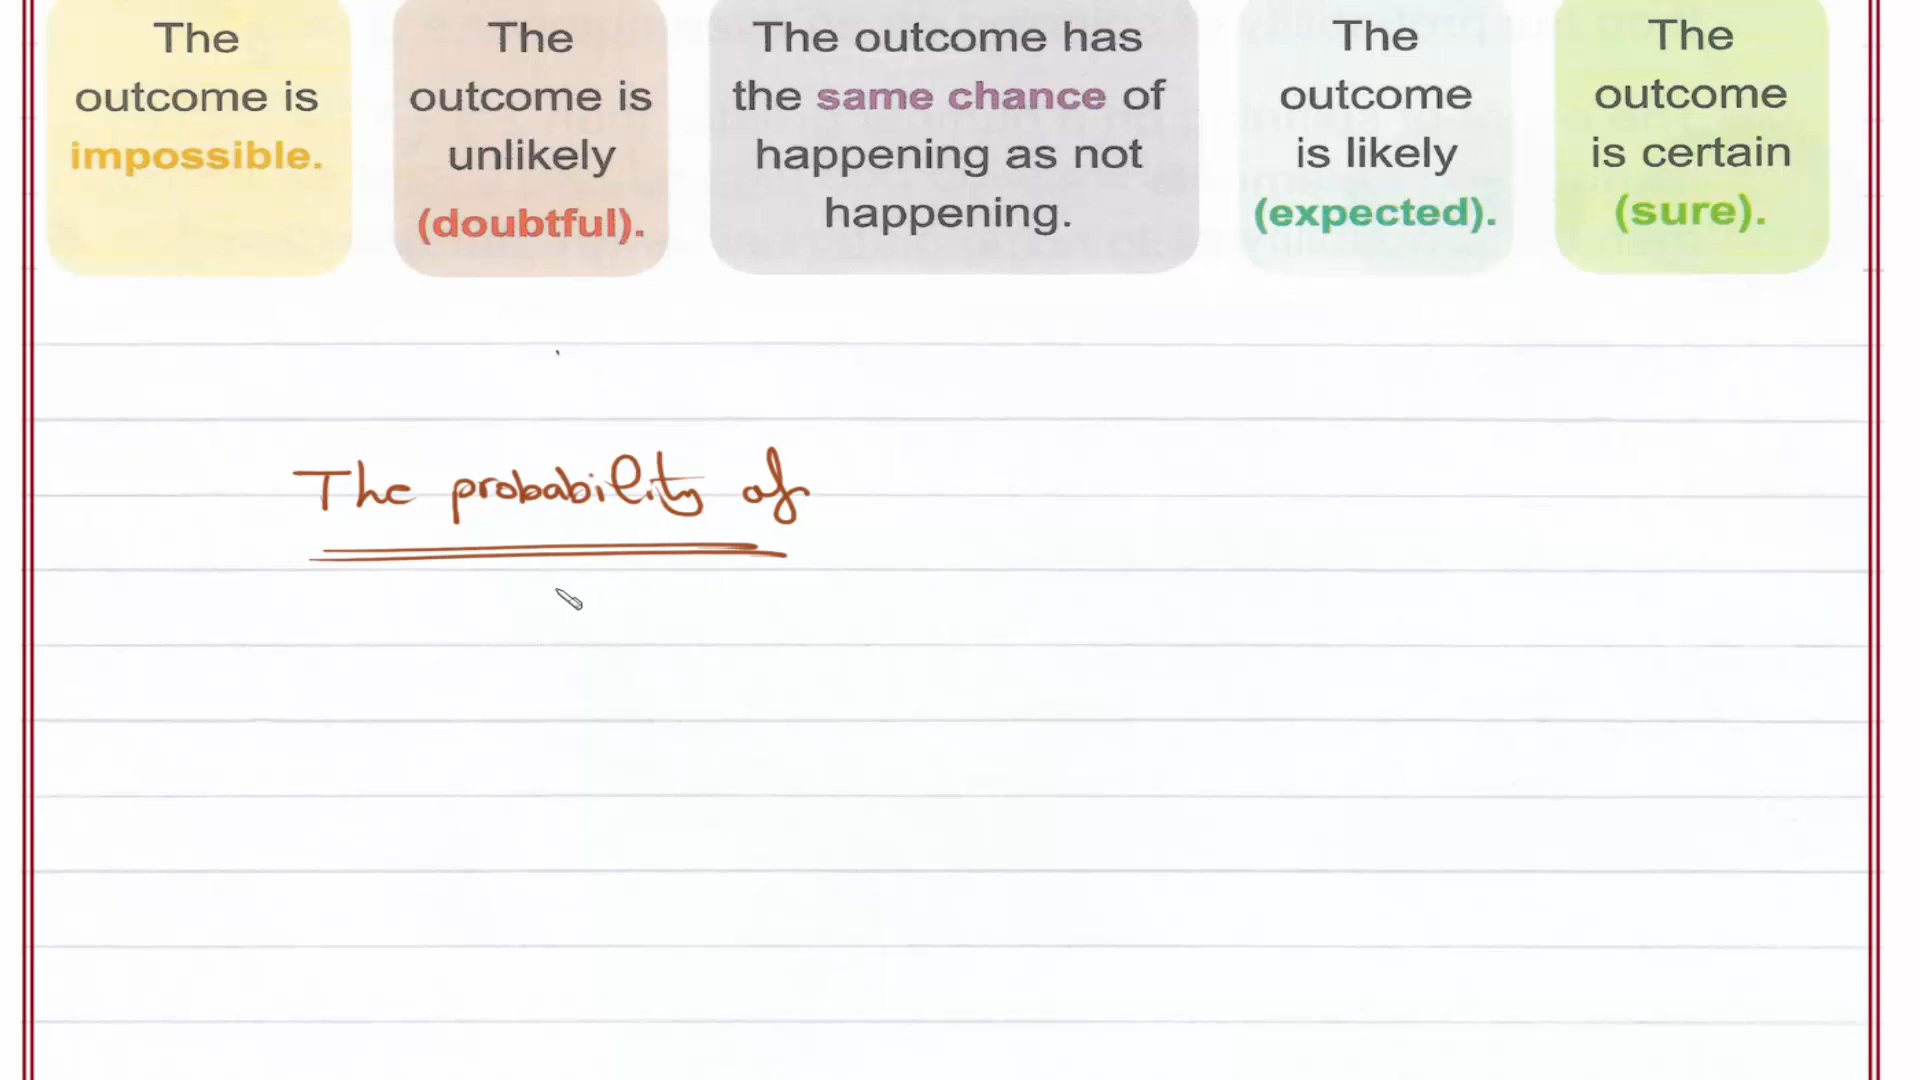 The
outcome is
impossible.
The
outcome is
unlikely
(doubtful).
The outcome has
the same chance of
happening as not
happening.
The
outcome
is likely
(expected).
The
outcome
is certain
(sure).
The probability of